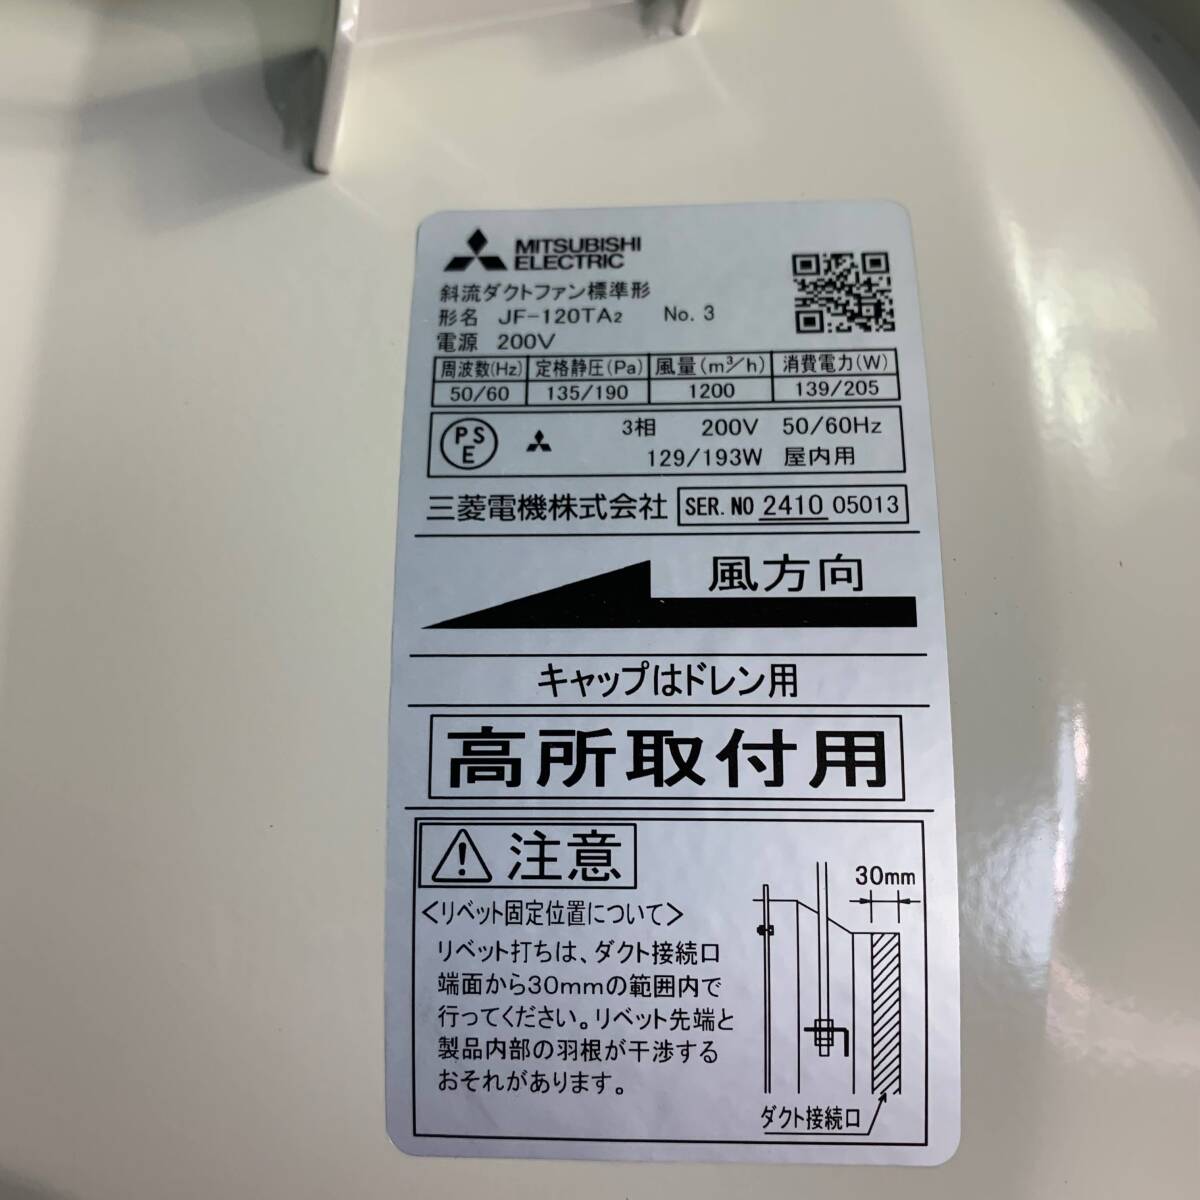 MITSUBISHI
ELECTRIC
斜流ダクトファン標準形
形名 JF-120TA2 No. 3
電源 200V
周波数(Hz) 定格静圧(Pa) 風量(m³/h) 消費電力(W)
50/60 135/190 1200 139/205
PSE 3相 200V 50/60Hz
129/193W 屋内用
三菱電機株式会社 SER. NO 2410 05013
風方向
キャップはドレン用
高所取付用
注意
<リベット固定位置について>
リベット打ちは、ダクト接続口
端面から30mmの範囲内で
行ってください。リベット先端と
製品内部の羽根が干渉する
おそれがあります。
30mm
ダクト接続口